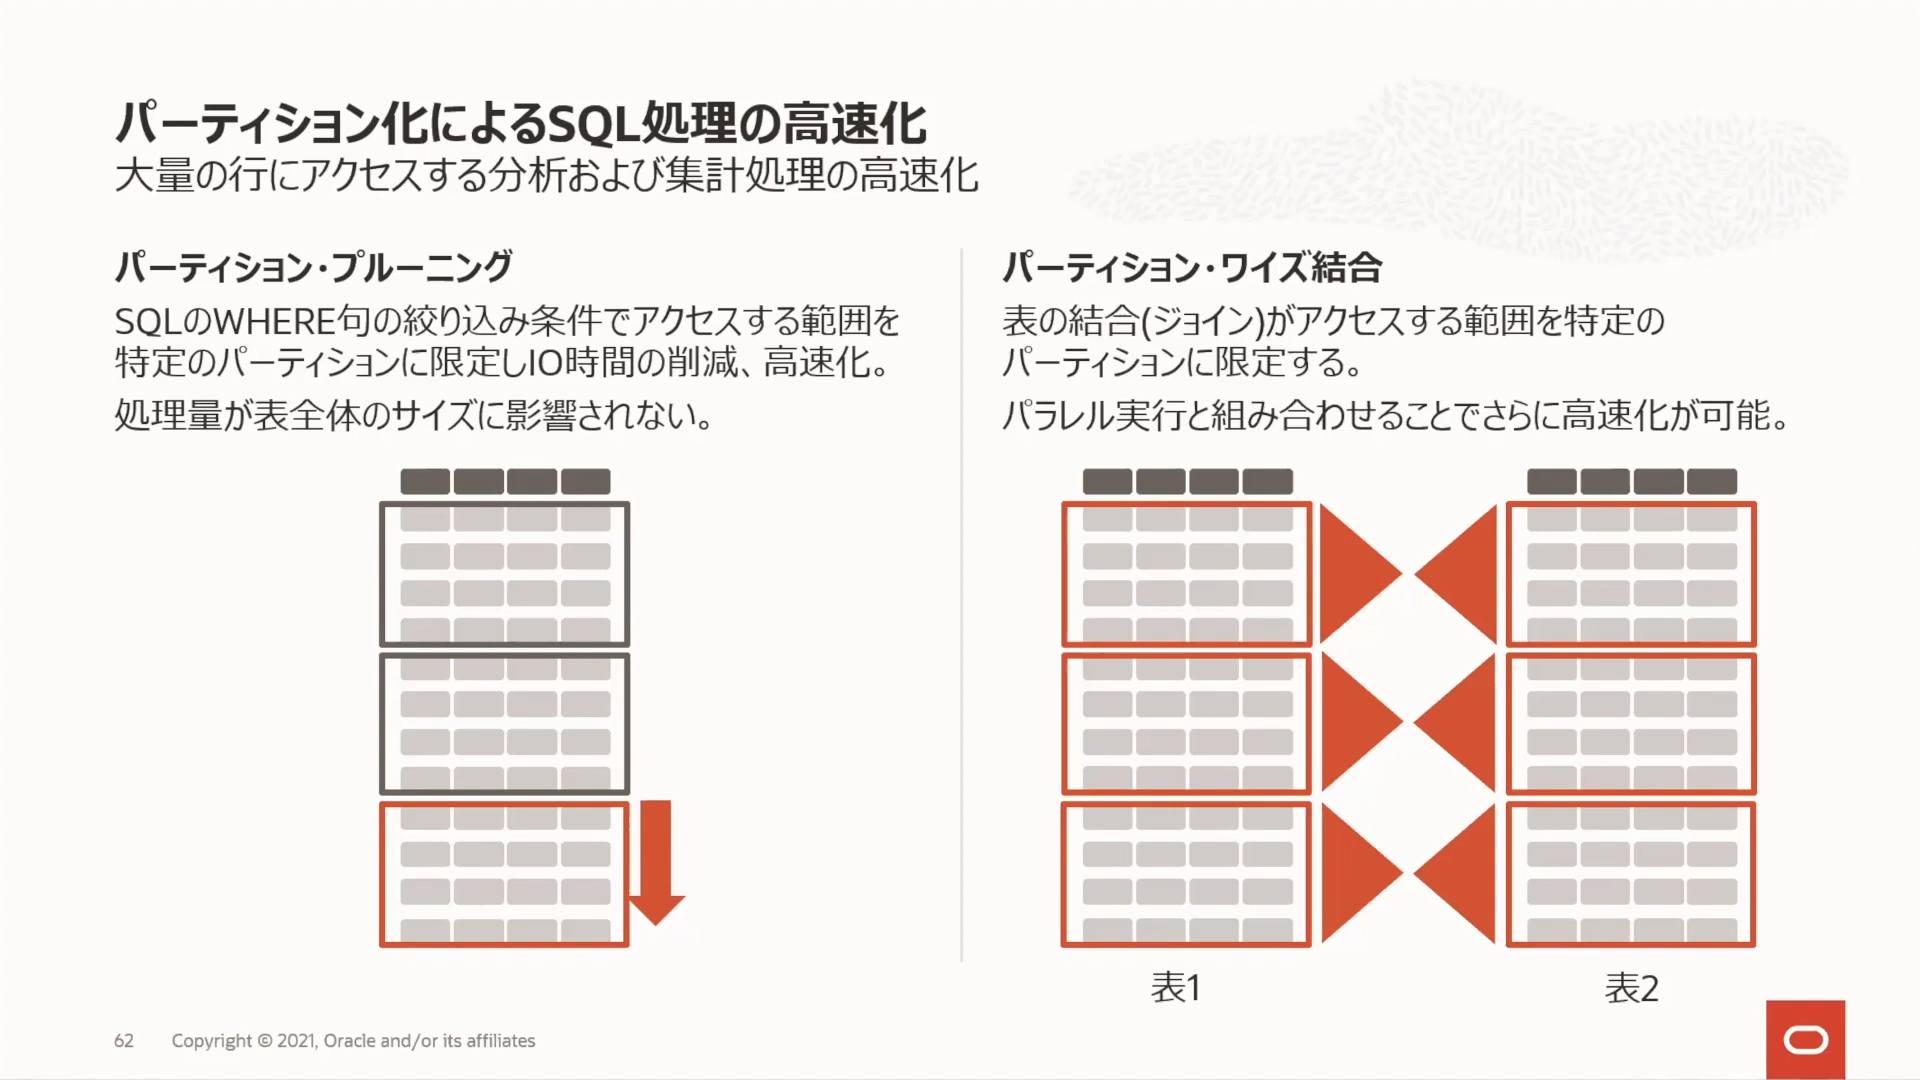 パーティション化によるSQL処理の高速化
大量の行にアクセスする分析および集計処理の高速化
パーティション・プルーニング
SQLのWHERE句の絞り込み条件でアクセスする範囲を
特定のパーティションに限定しIO時間の削減、高速化。
処理量が表全体のサイズに影響されない。
パーティション・ワイズ結合
表の結合(ジョイン)がアクセスする範囲を特定の
パーティションに限定する。
パラレル実行と組み合わせることでさらに高速化が可能。
表1
表2
62 Copyright © 2021, Oracle and/or its affiliates